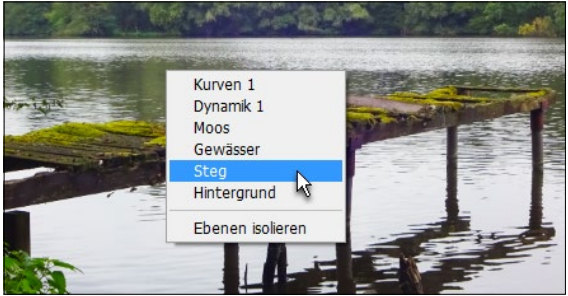 Kurven 1
Dynamik 1
Moos
Gewässer
Steg
Hintergrund
Ebenen isolieren